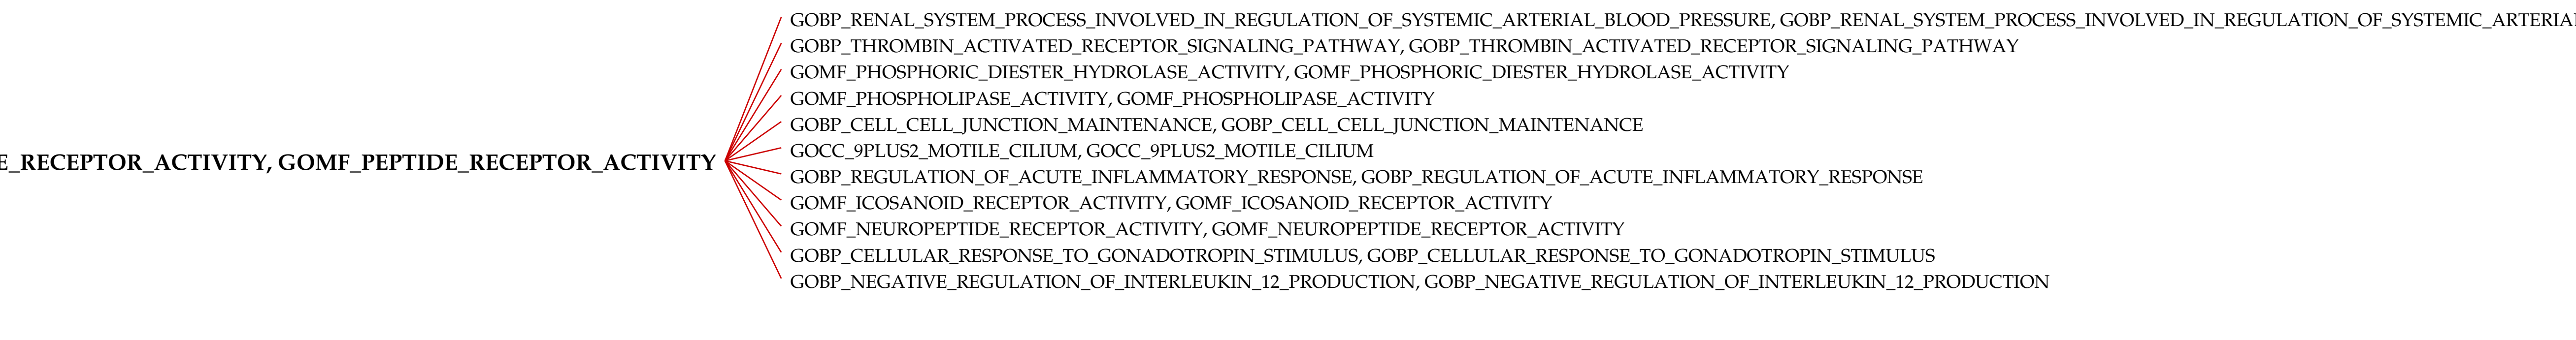 GOBP_RENAL_SYSTEM_PROCESS_INVOLVED_IN_REGULATION_OF_SYSTEMIC_ARTERIAL_BLOOD_PRESSURE, GOBP_RENAL_SYSTEM_PROCESS_INVOLVED_IN_REGULATION_OF_SYSTEMIC_ARTERIA
GOBP_THROMBIN_ACTIVATED_RECEPTOR_SIGNALING_PATHWAY, GOBP_THROMBIN_ACTIVATED_RECEPTOR_SIGNALING_PATHWAY
GOMF_PHOSPHORIC_DIESTER_HYDROLASE_ACTIVITY, GOMF_PHOSPHORIC_DIESTER_HYDROLASE_ACTIVITY
GOMF_PHOSPHOLIPASE_ACTIVITY, GOMF_PHOSPHOLIPASE_ACTIVITY
GOBP_CELL_CELL_JUNCTION_MAINTENANCE, GOBP_CELL_CELL_JUNCTION_MAINTENANCE
GOCC_9PLUS2_MOTILE_CILIUM, GOCC_9PLUS2_MOTILE_CILIUM
E_RECEPTOR_ACTIVITY, GOMF_PEPTIDE_RECEPTOR_ACTIVITY
GOBP_REGULATION_OF_ACUTE_INFLAMMATORY_RESPONSE, GOBP_REGULATION_OF_ACUTE_INFLAMMATORY_RESPONSE
GOMF_ICOSANOID_RECEPTOR_ACTIVITY, GOMF_ICOSANOID_RECEPTOR_ACTIVITY
GOMF_NEUROPEPTIDE_RECEPTOR_ACTIVITY, GOMF_NEUROPEPTIDE_RECEPTOR_ACTIVITY
GOBP_CELLULAR_RESPONSE_TO_GONADOTROPIN_STIMULUS, GOBP_CELLULAR_RESPONSE_TO_GONADOTROPIN_STIMULUS
GOBP_NEGATIVE_REGULATION_OF_INTERLEUKIN_12_PRODUCTION, GOBP_NEGATIVE_REGULATION_OF_INTERLEUKIN_12_PRODUCTION